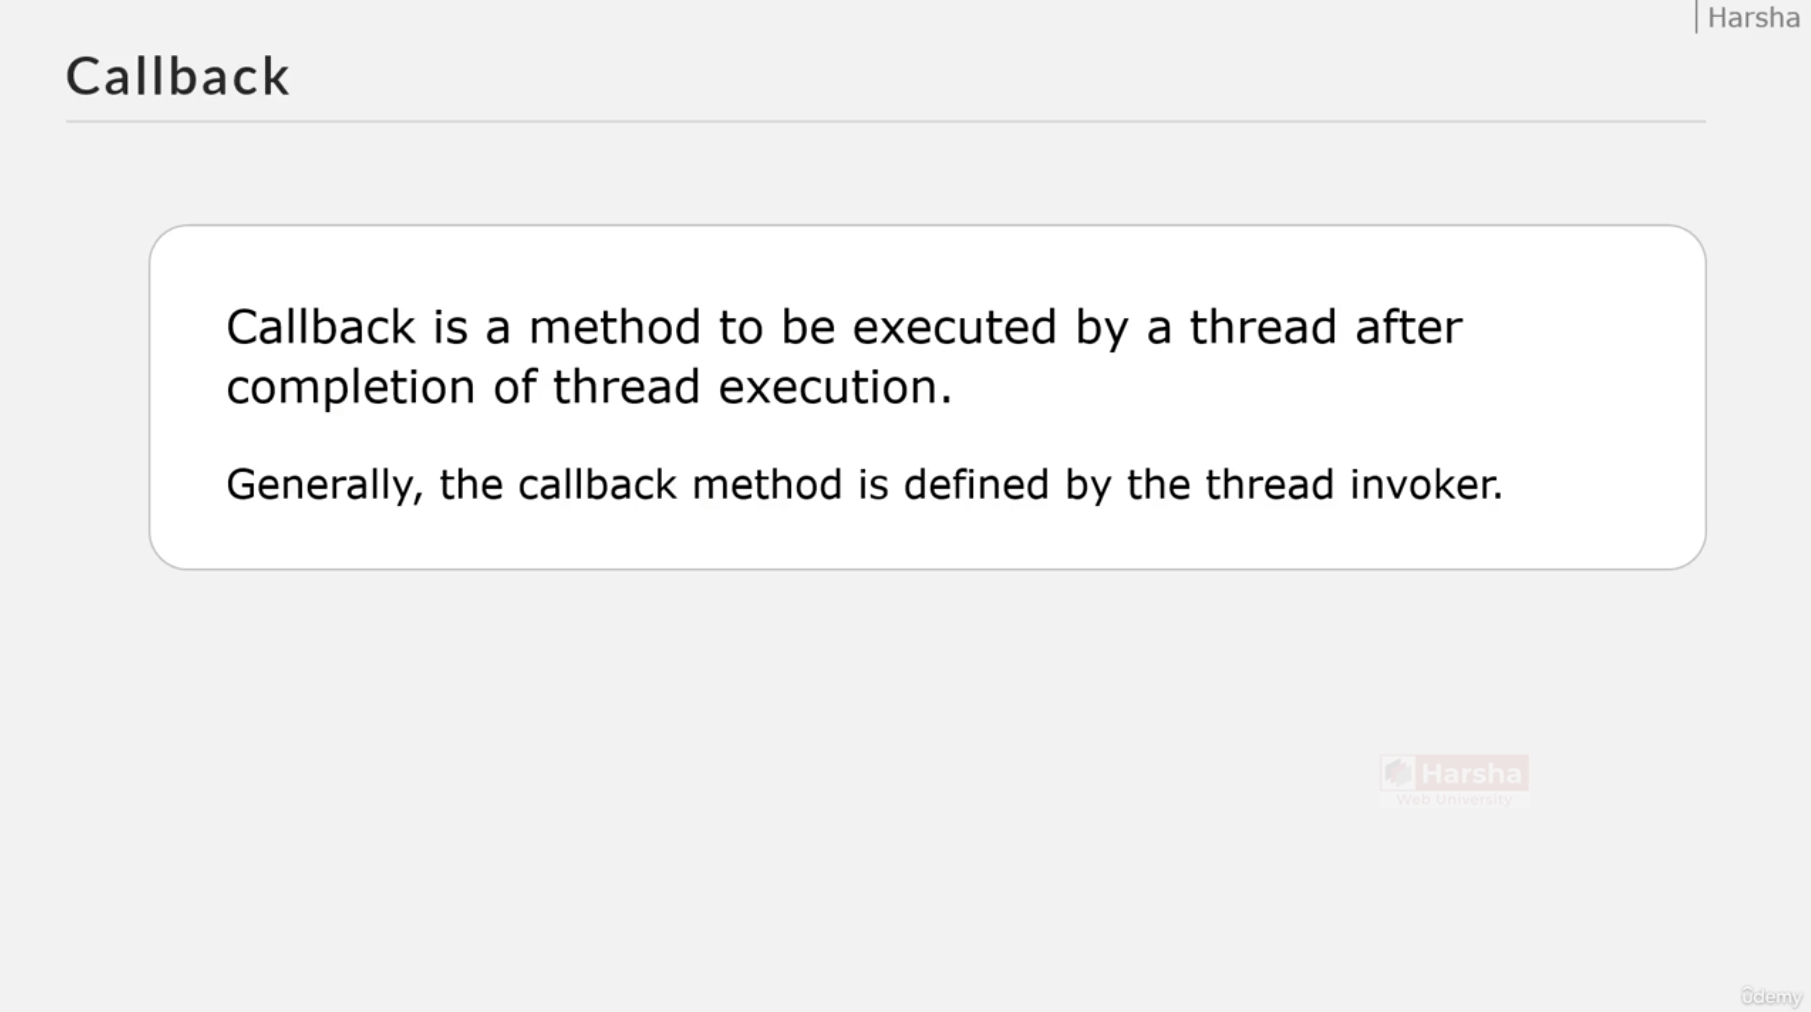 Harsha
Callback
Callback is a method to be executed by a thread after
completion of thread execution.
Generally, the callback method is defined by the thread invoker.
Harsha
Web University
ûdemy